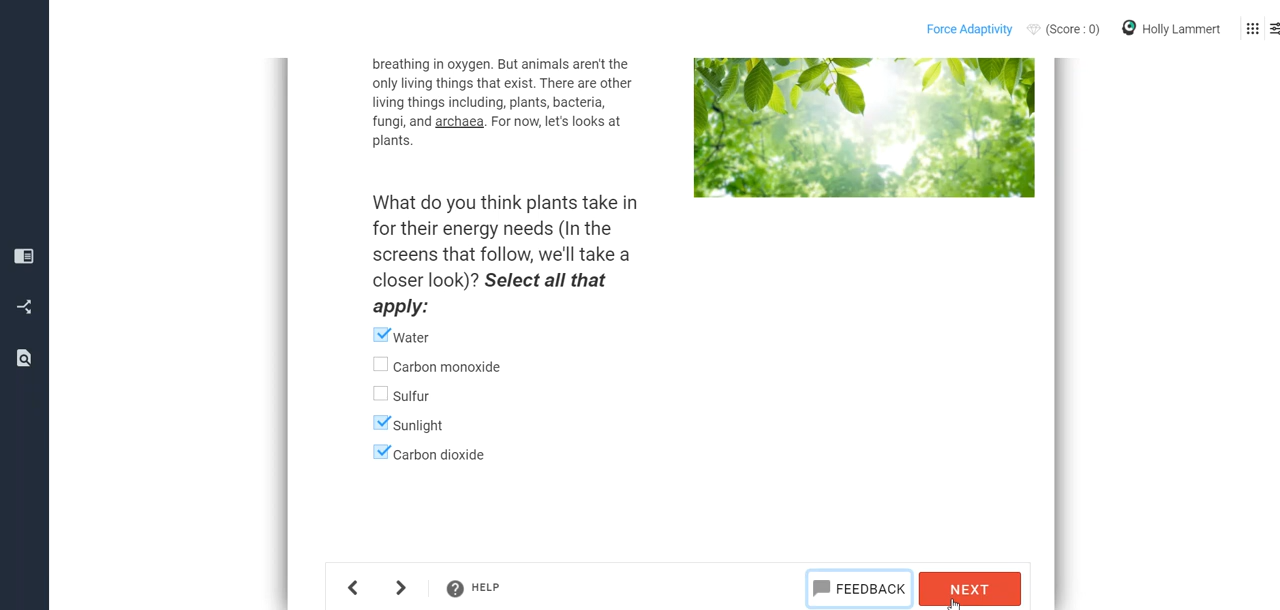 Force Adaptivity (Score : 0) Holly Lammert
breathing in oxygen. But animals aren't the
only living things that exist. There are other
living things including, plants, bacteria,
fungi, and archaea. For now, let's looks at
plants.
What do you think plants take in
for their energy needs (In the
screens that follow, we'll take a
closer look)? Select all that
apply:
Water
Carbon monoxide
Sulfur
Sunlight
Carbon dioxide
HELP FEEDBACK NEXT